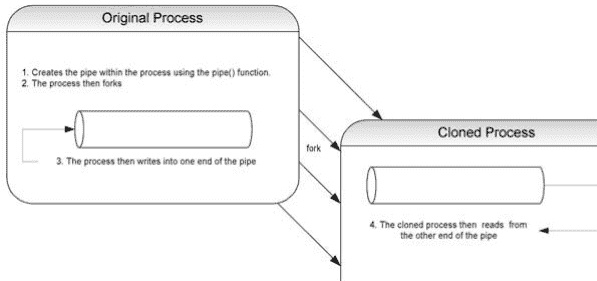 Original Process
1. Creates the pipe within the process using the pipe() function.
2. The process then forks
3. The process then writes into one end of the pipe
fork
Cloned Process
4. The cloned process then reads from
the other end of the pipe